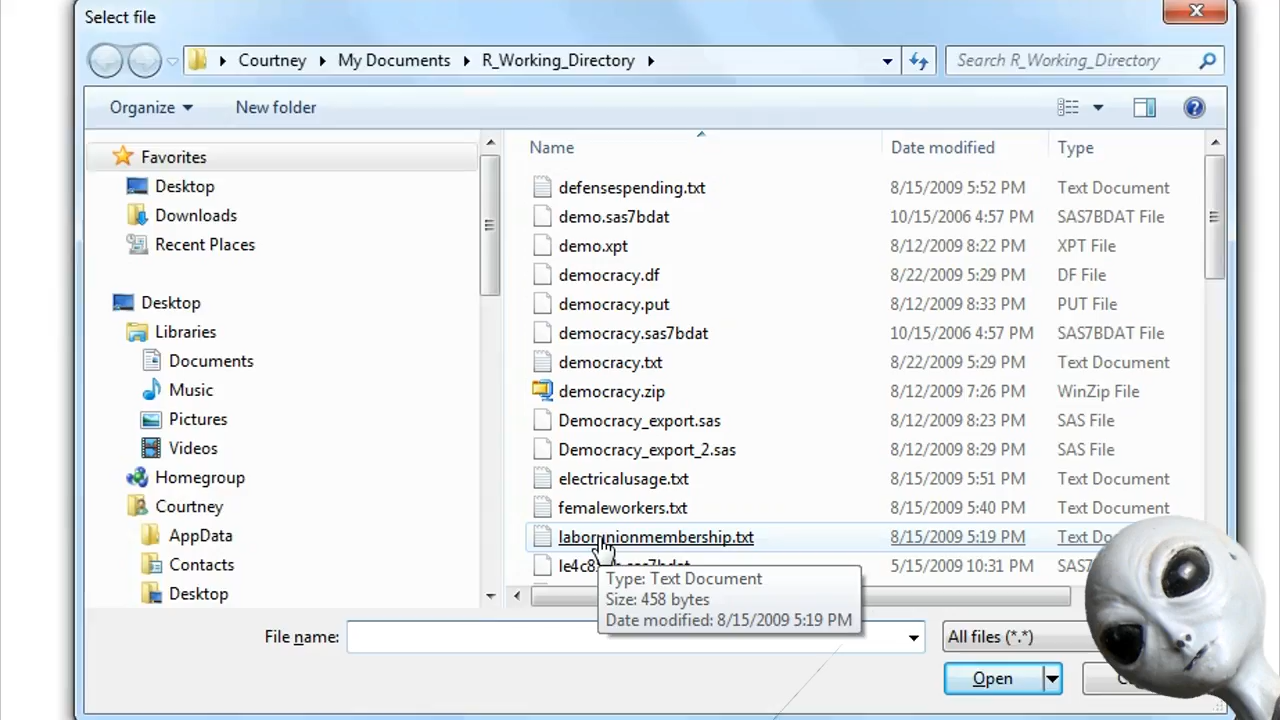 Select file
Courtney My Documents R_Working_Directory Search R_Working_Directory
Organize New folder
Favorites
Desktop
Downloads
Recent Places
Desktop
Libraries
Documents
Music
Pictures
Videos
Homegroup
Courtney
AppData
Contacts
Desktop
Name Date modified Type
defensespending.txt 8/15/2009 5:52 PM Text Document
demo.sas7bdat 10/15/2006 4:57 PM SAS7BDAT File
demo.xpt 8/12/2009 8:22 PM XPT File
democracy.df 8/22/2009 5:29 PM DF File
democracy.put 8/12/2009 8:33 PM PUT File
democracy.sas7bdat 10/15/2006 4:57 PM SAS7BDAT File
democracy.txt 8/22/2009 5:29 PM Text Document
democracy.zip 8/12/2009 7:26 PM WinZip File
Democracy_export.sas 8/12/2009 8:23 PM SAS File
Democracy_export_2.sas 8/12/2009 8:29 PM SAS File
electricalusage.txt 8/15/2009 5:51 PM Text Document
femaleworkers.txt 8/15/2009 5:40 PM Text Document
laborunionmembership.txt 8/15/2009 5:19 PM Text
5/15/2009 10:31 PM
Type: Text Document
Size: 458 bytes
Date modified: 8/15/2009 5:19 PM
File name: All files (*.*)
Open